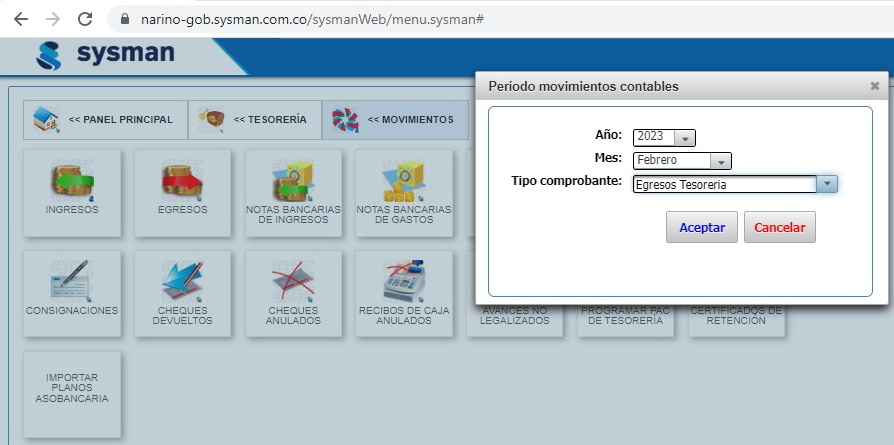 narino-gob.sysman.com.co/sysmanWeb/menu.sysman#
sysman
Período movimientos contables
<< PANEL PRINCIPAL
<< TESORERÍA
<< MOVIMIENTOS
Año: 2023
Mes: Febrero
Tipo comprobante: Egresos Tesoreria
Aceptar
Cancelar
INGRESOS
EGRESOS
NOTAS BANCARIAS
DE INGRESOS
NOTAS BANCARIAS
DE GASTOS
CONSIGNACIONES
CHEQUES
DEVUELTOS
CHEQUES
ANULADOS
RECIBOS DE CAJA
ANULADOS
AVANCES NO
LEGALIZADOS
PROGRAMAR PAC
DE TESORERÍA
CERTIFICADOS DE
RETENCIÓN
IMPORTAR
PLANOS
ASOBANCARIA